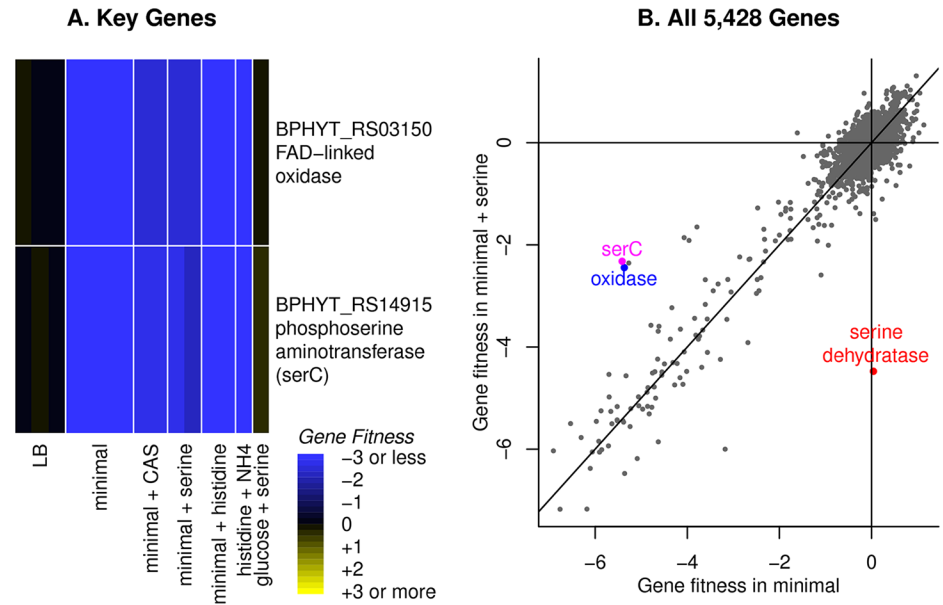 A. Key Genes
BPHYT_RS03150
FAD−linked
oxidase
BPHYT_RS14915
phosphoserine
aminotransferase
(serC)
LB
minimal
minimal + CAS
minimal + serine
minimal + histidine
histidine + NH4
glucose + serine
Gene Fitness
−3 or less
−2
−1
0
+1
+2
+3 or more
B. All 5,428 Genes
Gene fitness in minimal + serine
0
−2
−4
−6
serC
oxidase
serine
dehydratase
−6
−4
−2
0
Gene fitness in minimal